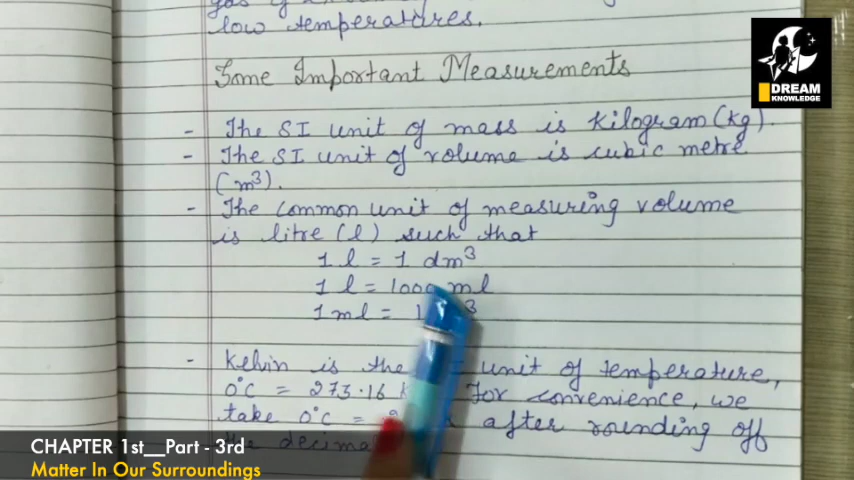 low temperatures.
Some Important Measurements
- The SI unit of mass is kilogram (kg).
- The SI unit of volume is cubic metre
(m³).
- The common unit of measuring volume
is litre (l) such that
1 l = 1 dm³
1 l = 1000 ml
1 ml = 1
- Kelvin is the unit of temperature,
0°C = 273.16 K For convenience, we
take 0°C = after rounding off
the decimal
DREAM
KNOWLEDGE
CHAPTER 1st__Part - 3rd
Matter In Our Surroundings